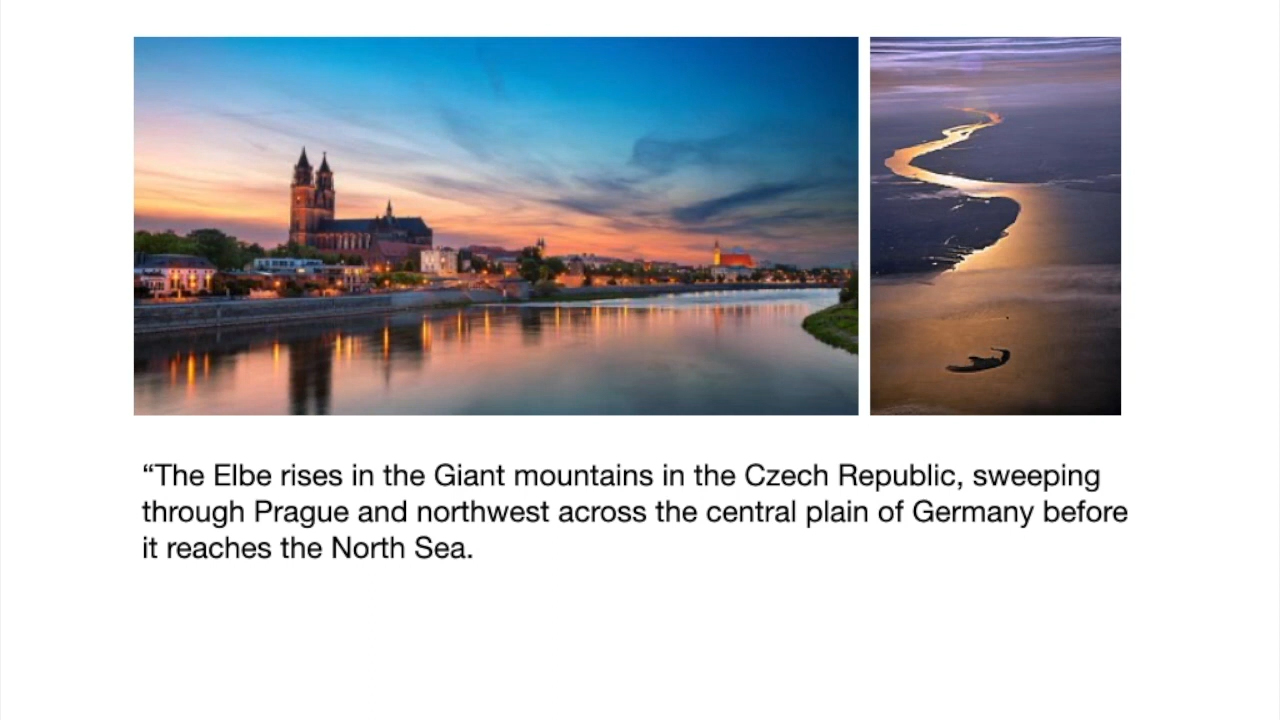 “The Elbe rises in the Giant mountains in the Czech Republic, sweeping
through Prague and northwest across the central plain of Germany before
it reaches the North Sea.